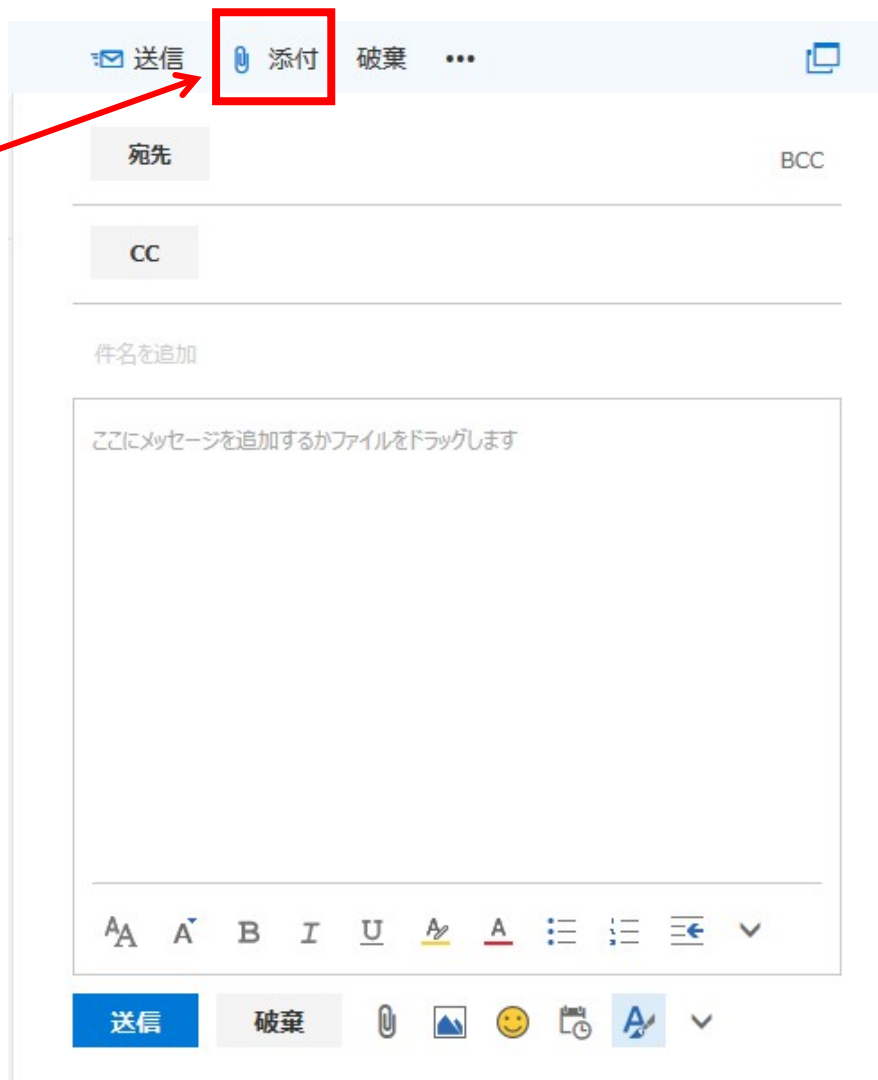 送信 添付 破棄 •••
宛先 BCC
CC
件名を追加
ここにメッセージを追加するかファイルをドラッグします
AA A B I U A A
送信 破棄 A